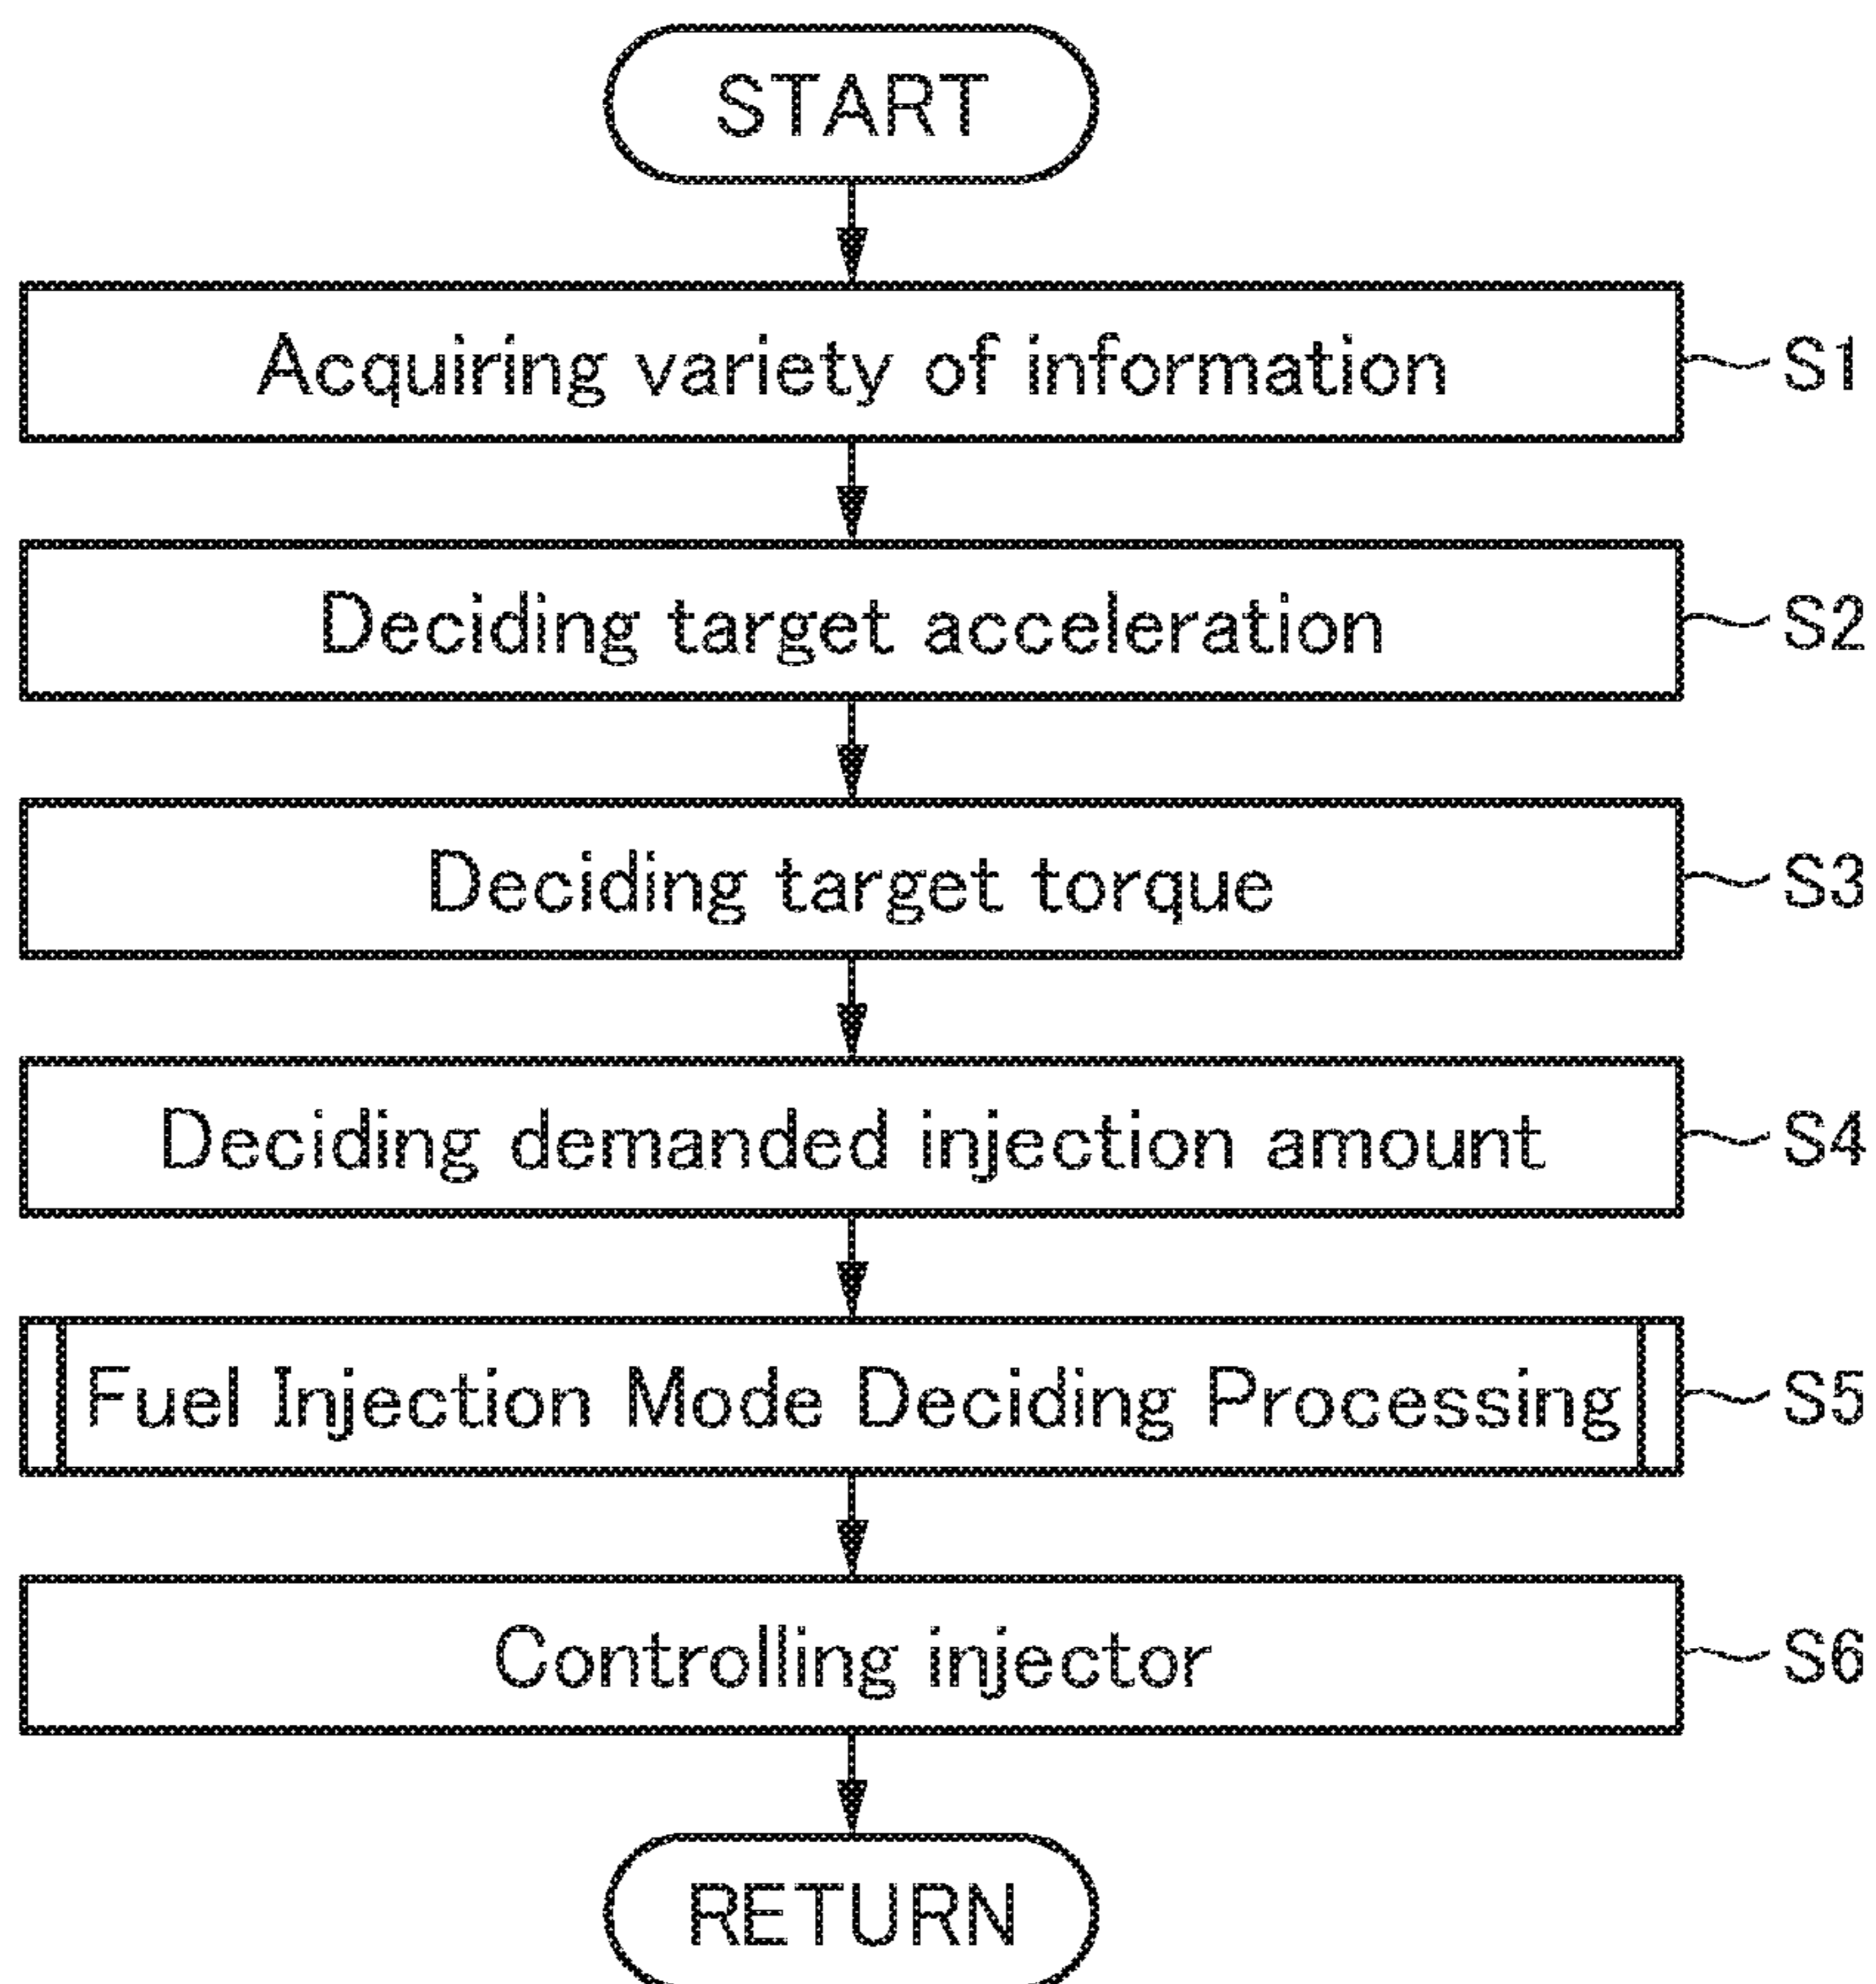 START
Acquiring variety of information
S1
Deciding target acceleration
S2
Deciding target torque
S3
Deciding demanded injection amount
S4
Fuel Injection Mode Deciding Processing
S5
Controlling injector
S6
RETURN